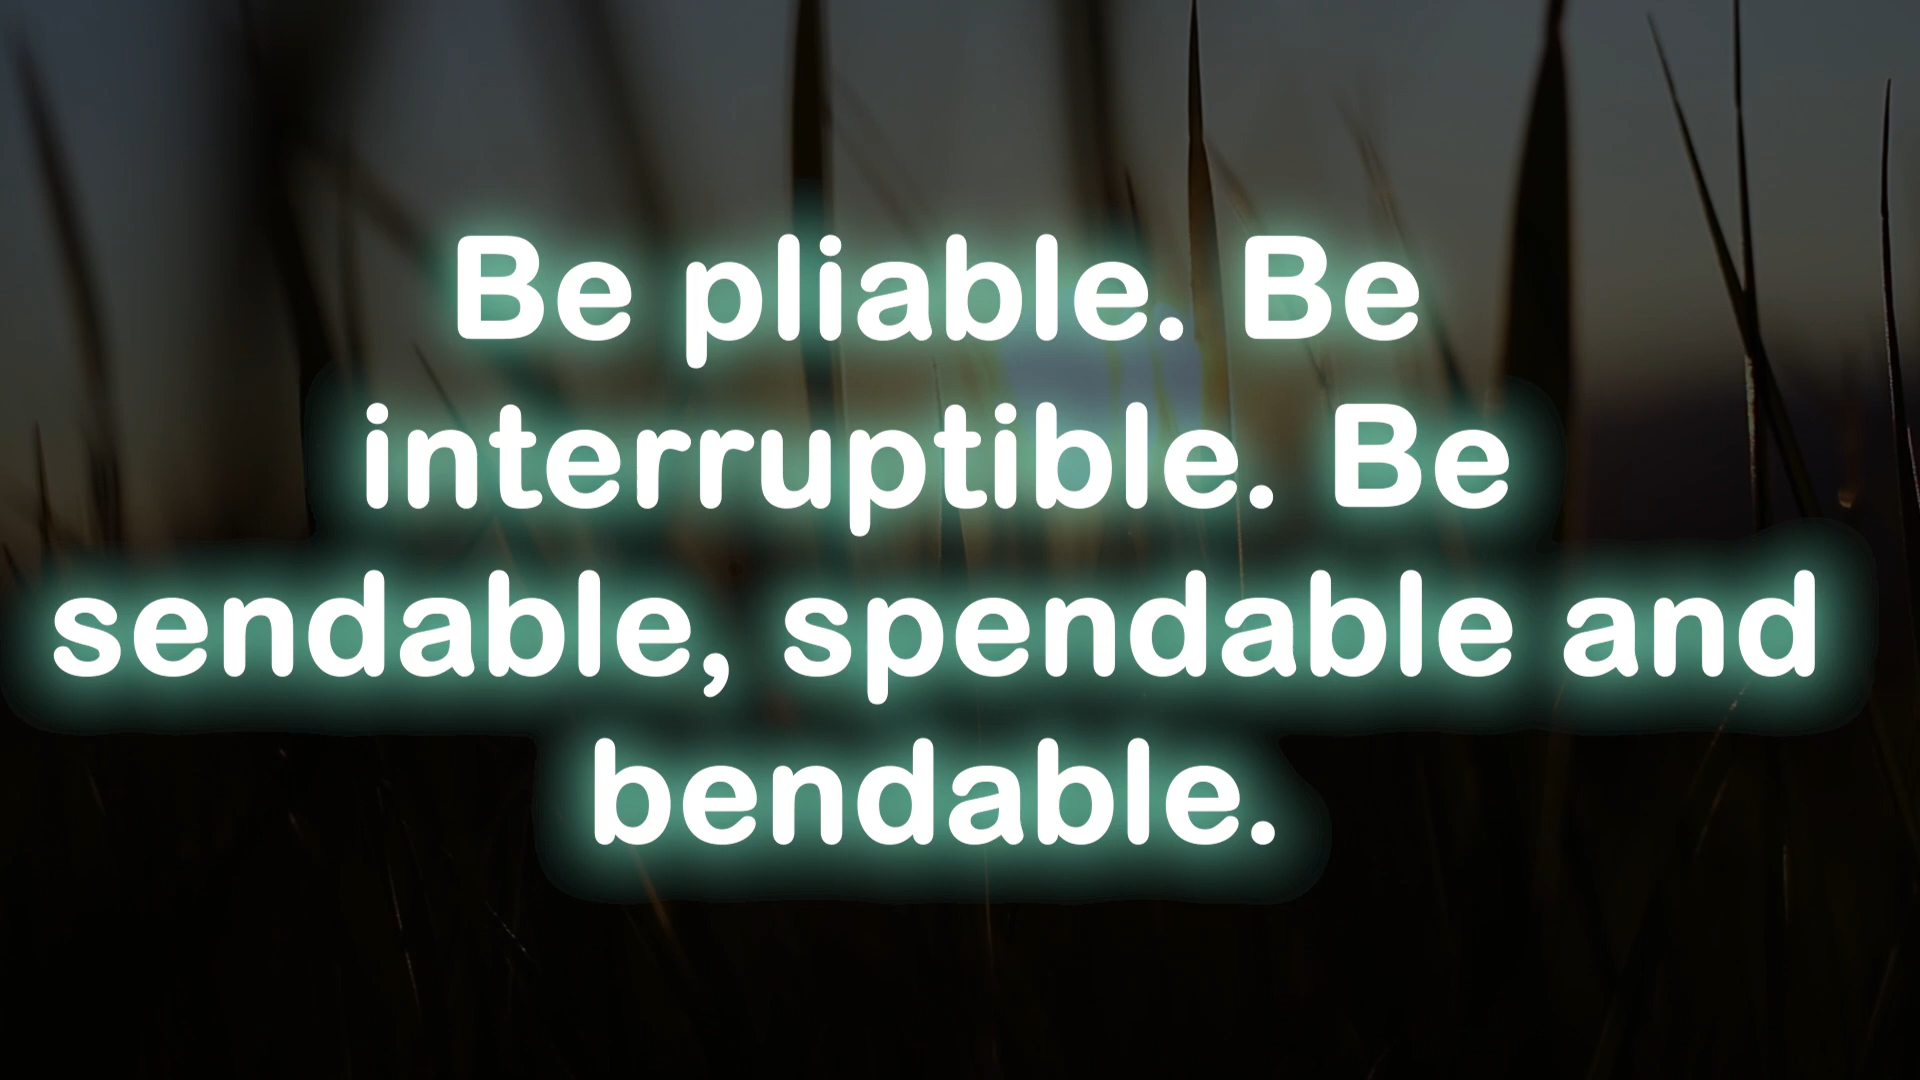 Be pliable. Be
interruptible. Be
sendable, spendable and
bendable.